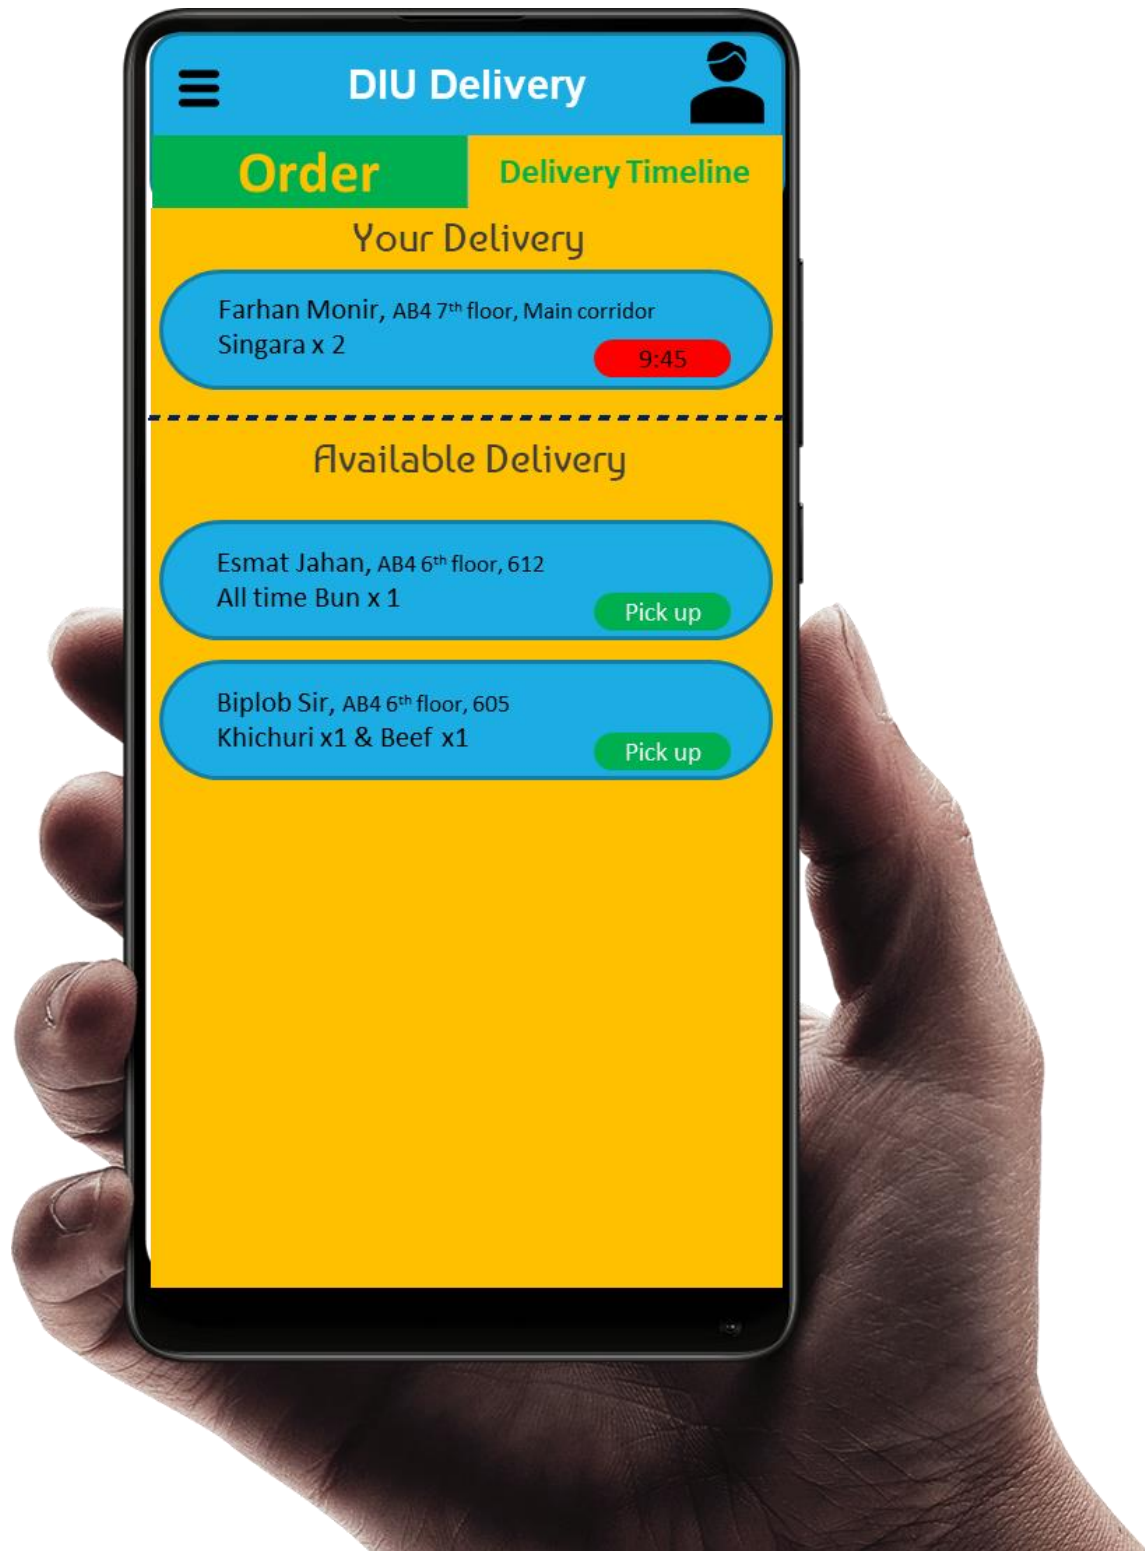 DIU Delivery
Order
Delivery Timeline
Your Delivery
Farhan Monir, AB4 7th floor, Main corridor
Singara x 2
9:45
Available Delivery
Esmat Jahan, AB4 6th floor, 612
All time Bun x 1
Pick up
Biplob Sir, AB4 6th floor, 605
Khichuri x1 & Beef x1
Pick up